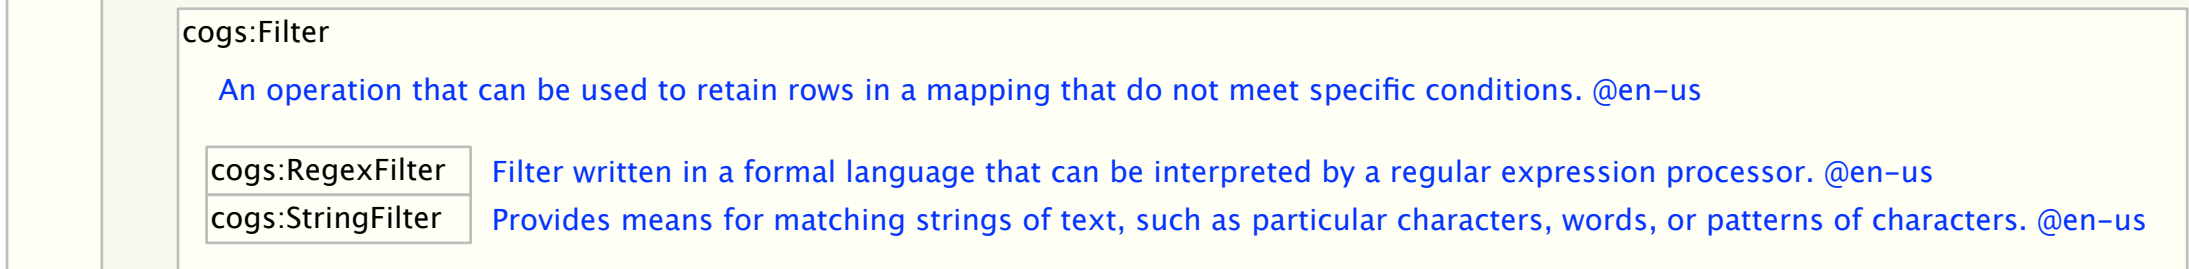 cogs:Filter
An operation that can be used to retain rows in a mapping that do not meet specific conditions. @en-us
cogs:RegexFilter Filter written in a formal language that can be interpreted by a regular expression processor. @en-us
cogs:StringFilter Provides means for matching strings of text, such as particular characters, words, or patterns of characters. @en-us